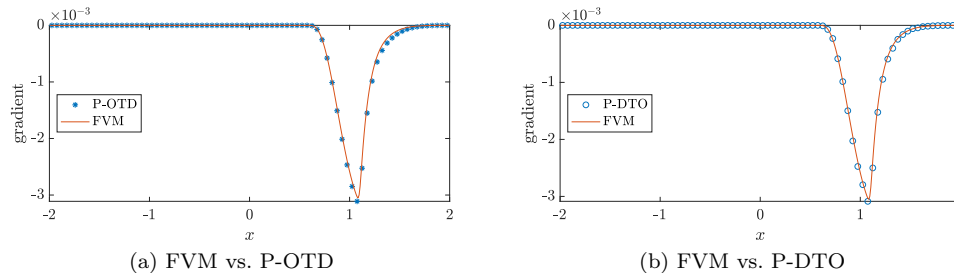 ×10⁻³
0
-1
-2
-3
gradient
P-OTD
FVM
-2 -1 0 1 2
x
(a) FVM vs. P-OTD
×10⁻³
0
-1
-2
-3
gradient
P-DTO
FVM
-2 -1 0 1
x
(b) FVM vs. P-DTO